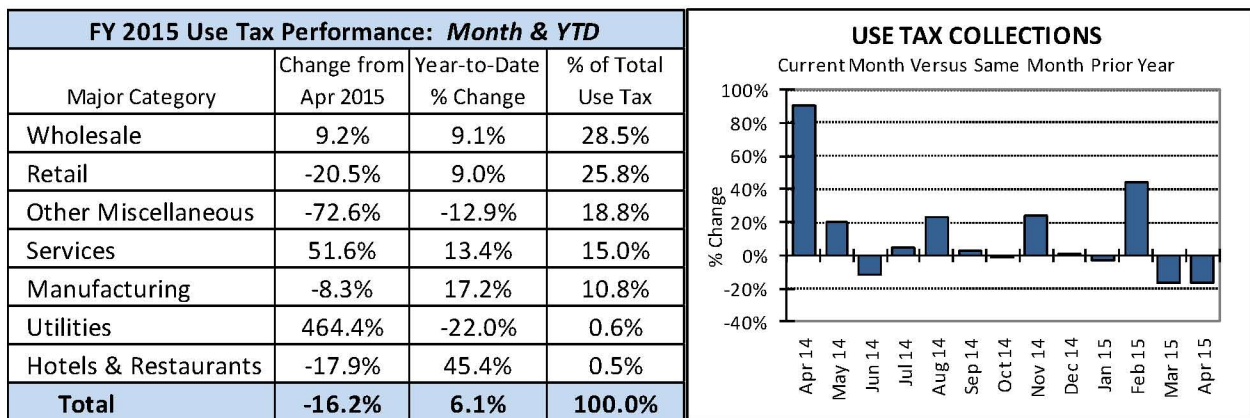 FY 2015 Use Tax Performance: Month & YTD
Major Category Change from Apr 2015 Year-to-Date % Change % of Total Use Tax
Wholesale 9.2% 9.1% 28.5%
Retail -20.5% 9.0% 25.8%
Other Miscellaneous -72.6% -12.9% 18.8%
Services 51.6% 13.4% 15.0%
Manufacturing -8.3% 17.2% 10.8%
Utilities 464.4% -22.0% 0.6%
Hotels & Restaurants -17.9% 45.4% 0.5%
Total -16.2% 6.1% 100.0%
USE TAX COLLECTIONS
Current Month Versus Same Month Prior Year
% Change
100%
80%
60%
40%
20%
0%
-20%
-40%
Apr 14
May 14
Jun 14
Jul 14
Aug 14
Sep 14
Oct 14
Nov 14
Dec 14
Jan 15
Feb 15
Mar 15
Apr 15